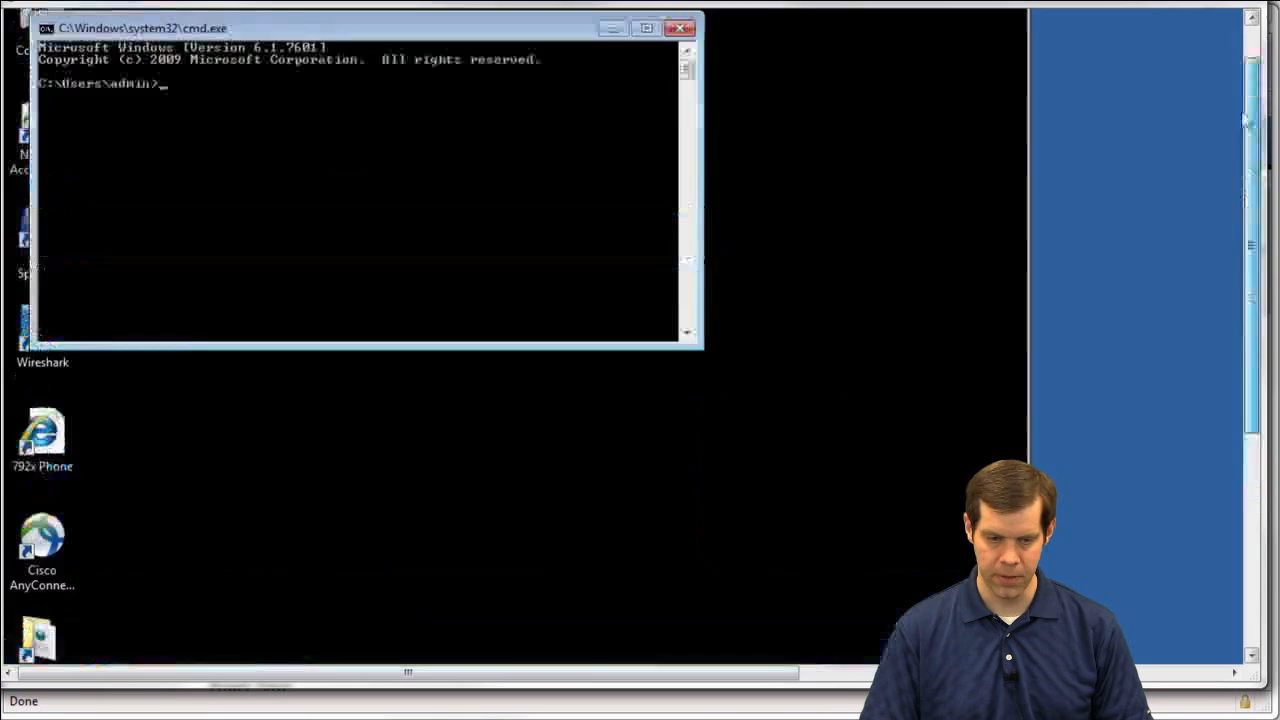 C:\Windows\system32\cmd.exe
Microsoft Windows [Version 6.1.7601]
Copyright (c) 2009 Microsoft Corporation.  All rights reserved.
C:\Users\admin>_
Wireshark
792x Phone
Cisco
AnyConne...
Done